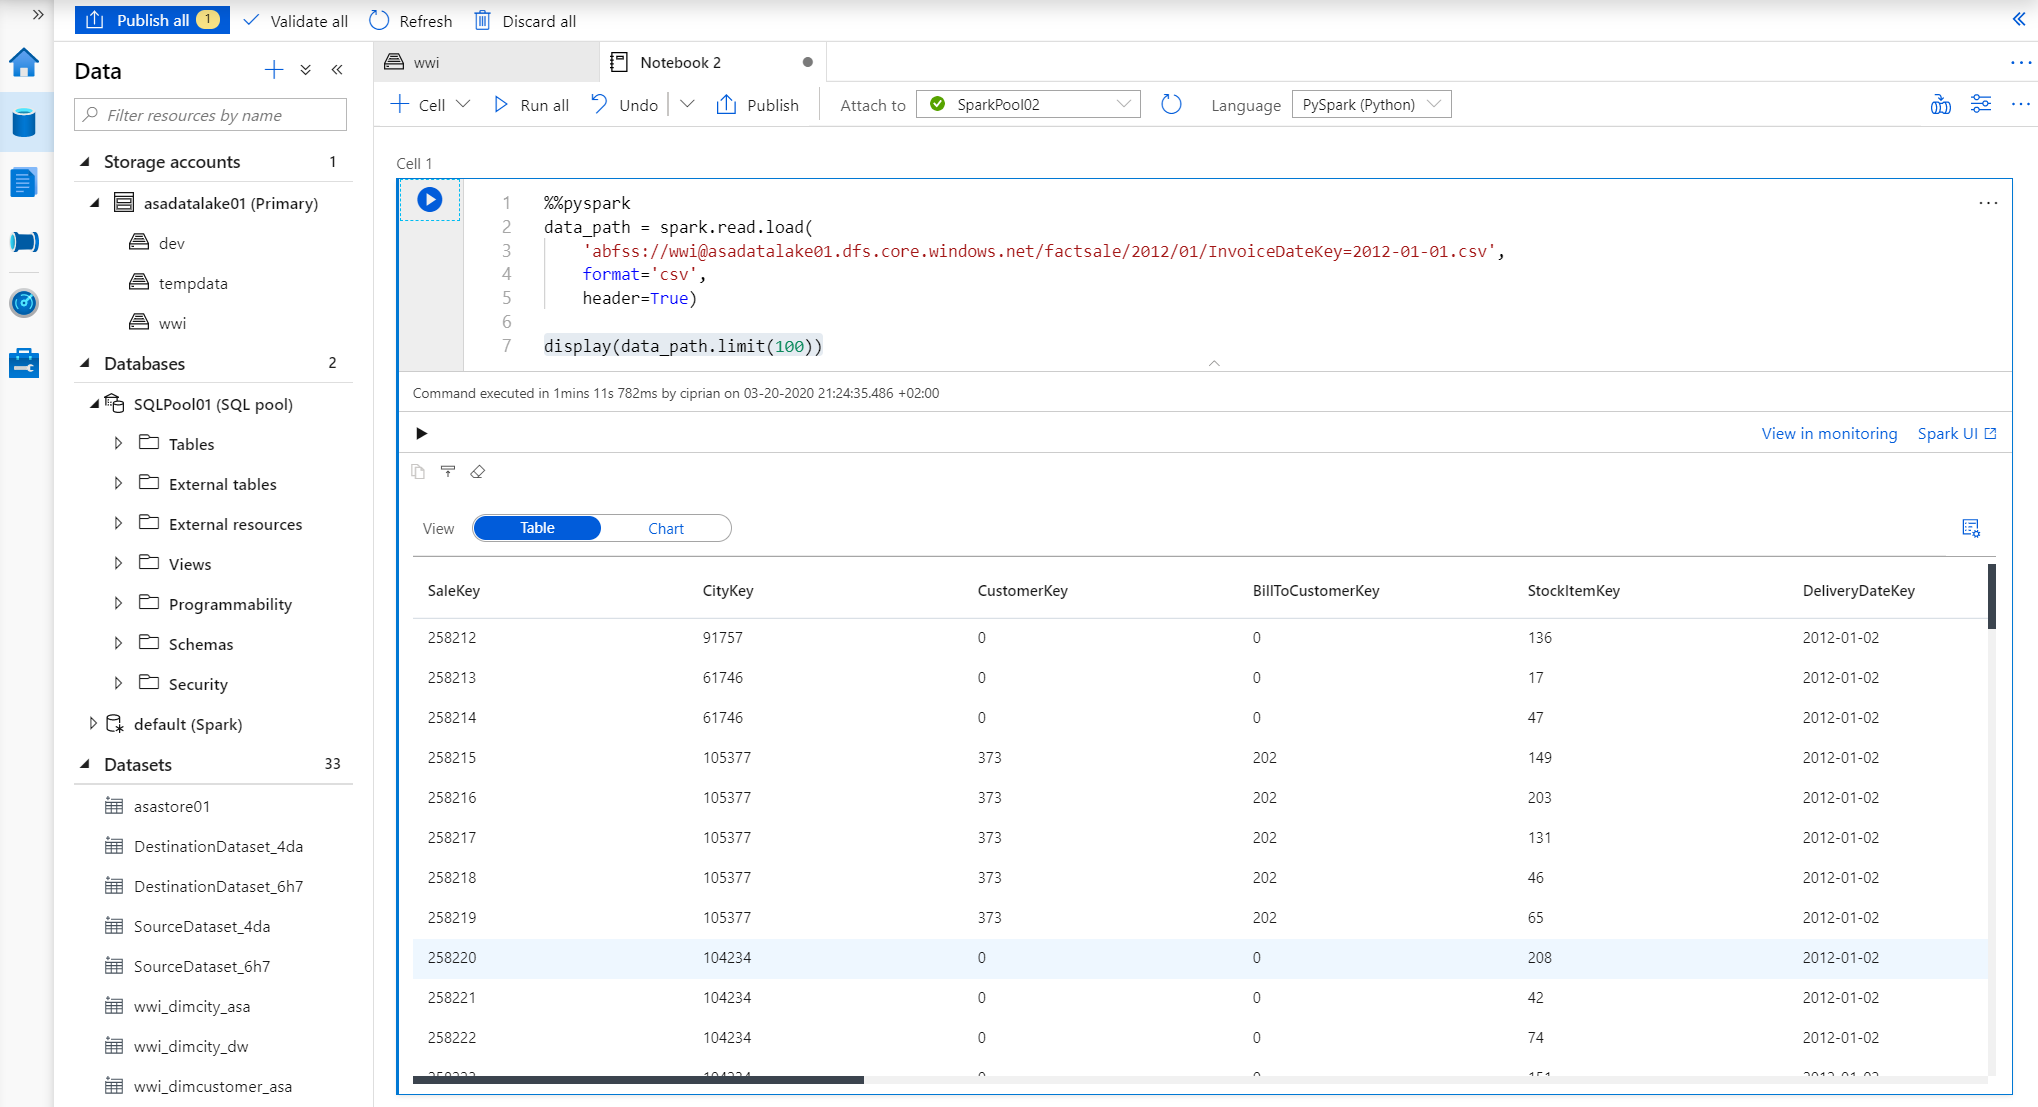 Publish all 1 Validate all Refresh Discard all
Data
Filter resources by name
Storage accounts 1
asadatalake01 (Primary)
dev
tempdata
wwi
Databases 2
SQLPool01 (SQL pool)
Tables
External tables
External resources
Views
Programmability
Schemas
Security
default (Spark)
Datasets 33
asastore01
DestinationDataset_4da
DestinationDataset_6h7
SourceDataset_4da
SourceDataset_6h7
wwi_dimcity_asa
wwi_dimcity_dw
wwi_dimcustomer_asa
wwi Notebook 2
Cell Run all Undo Publish Attach to SparkPool02 Language PySpark (Python)
Cell 1
1 %%pyspark
2 data_path = spark.read.load(
3 'abfss://wwi@asadatalake01.dfs.core.windows.net/factsale/2012/01/InvoiceDateKey=2012-01-01.csv',
4 format='csv',
5 header=True)
6
7 display(data_path.limit(100))
Command executed in 1mins 11s 782ms by ciprian on 03-20-2020 21:24:35.486 +02:00
View in monitoring Spark UI
View Table Chart
SaleKey CityKey CustomerKey BillToCustomerKey StockItemKey DeliveryDateKey
258212 91757 0 0 136 2012-01-02
258213 61746 0 0 17 2012-01-02
258214 61746 0 0 47 2012-01-02
258215 105377 373 202 149 2012-01-02
258216 105377 373 202 203 2012-01-02
258217 105377 373 202 131 2012-01-02
258218 105377 373 202 46 2012-01-02
258219 105377 373 202 65 2012-01-02
258220 104234 0 0 208 2012-01-02
258221 104234 0 0 42 2012-01-02
258222 104234 0 0 74 2012-01-02